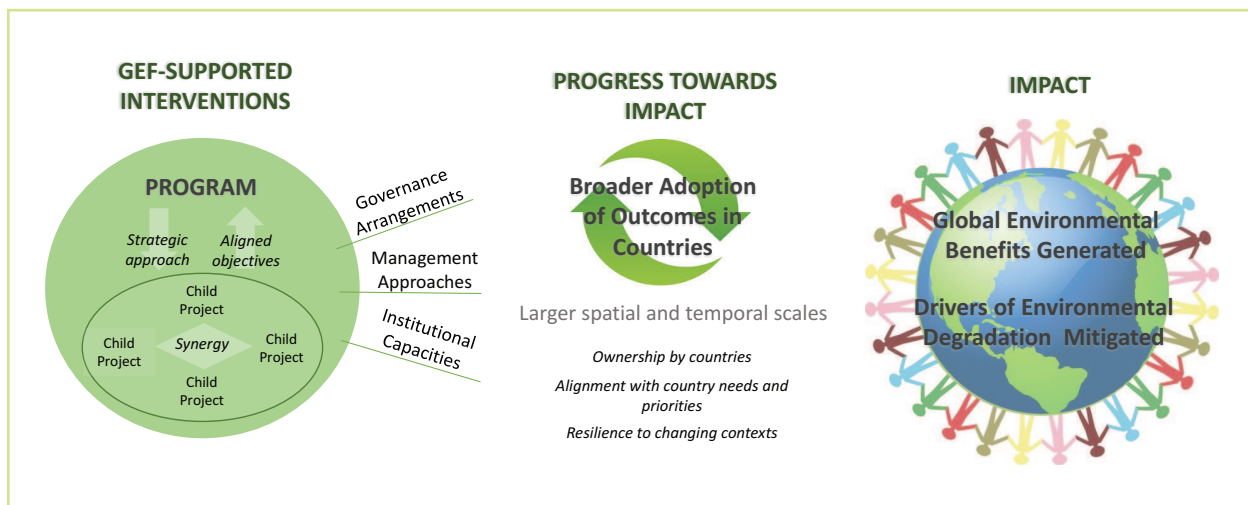 GEF-SUPPORTED
INTERVENTIONS
PROGRAM
Strategic
approach
Aligned
objectives
Child
Project
Child
Project
Synergy
Child
Project
Child
Project
Governance
Arrangements
Management
Approaches
Institutional
Capacities
PROGRESS TOWARDS
IMPACT
Broader Adoption
of Outcomes in
Countries
Larger spatial and temporal scales
Ownership by countries
Alignment with country needs and
priorities
Resilience to changing contexts
IMPACT
Global Environmental
Benefits Generated
Drivers of Environmental
Degradation Mitigated